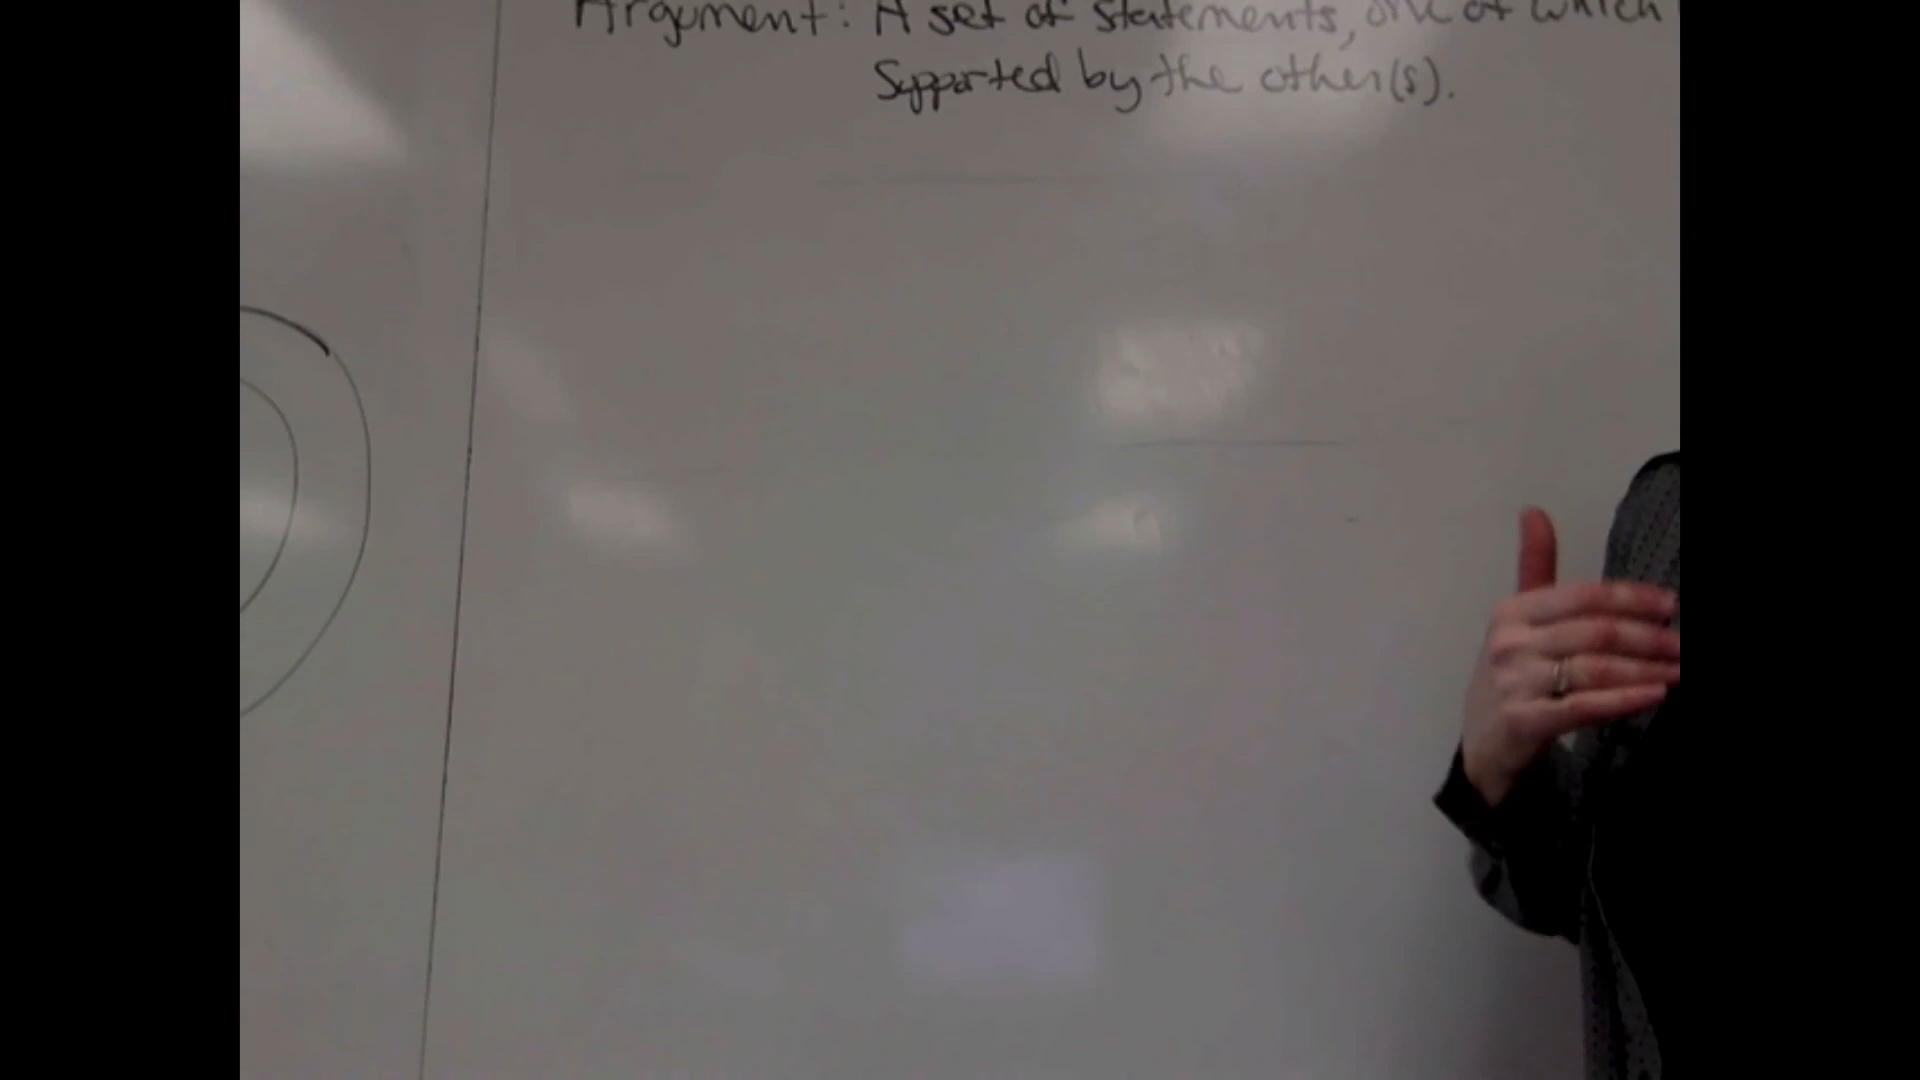 Argument: A set of statements, one of which
Supported by the other(s).